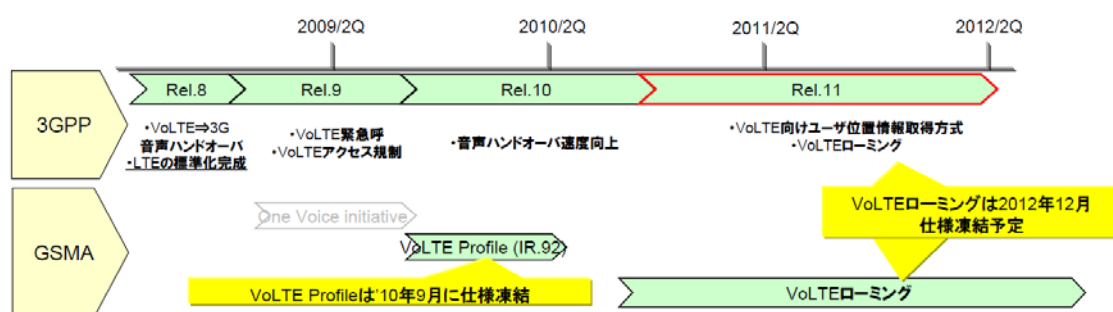 2009/2Q
2010/2Q
2011/2Q
2012/2Q
3GPP
Rel.8
Rel.9
Rel.10
Rel.11
・VoLTE⇒3G
音声ハンドオーバ
・LTEの標準化完成
・VoLTE緊急呼
・VoLTEアクセス規制
・音声ハンドオーバ速度向上
・VoLTE向けユーザ位置情報取得方式
・VoLTEローミング
GSMA
One Voice initiative
VoLTE Profile (IR.92)
VoLTE Profileは'10年9月に仕様凍結
VoLTEローミングは2012年12月
仕様凍結予定
VoLTEローミング